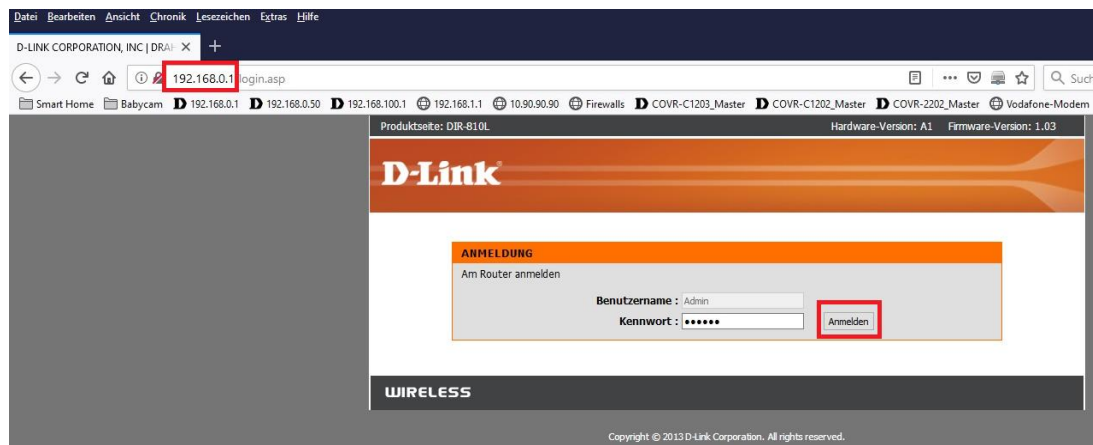 Datei Bearbeiten Ansicht Chronik Lesezeichen Extras Hilfe
D-LINK CORPORATION, INC | DRAH
192.168.0.1/login.asp
Such
Smart Home Babycam 192.168.0.1 192.168.0.50 192.168.100.1 192.168.1.1 10.90.90.90 Firewalls COVR-C1203_Master COVR-C1202_Master COVR-2202_Master Vodafone-Modem
Produktseite: DIR-810L Hardware-Version: A1 Firmware-Version: 1.03
D-Link
ANMELDUNG
Am Router anmelden
Benutzername : Admin
Kennwort : ●●●●●● Anmelden
WIRELESS
Copyright © 2013 D-Link Corporation. All rights reserved.